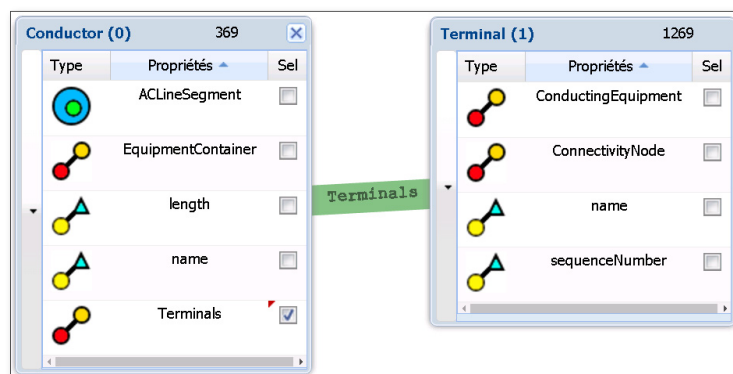 Conductor (0) 369
Type Propriétés Sel
ACLineSegment
EquipmentContainer
length
name
Terminals
Terminals
Terminal (1) 1269
Type Propriétés Sel
ConductingEquipment
ConnectivityNode
name
sequenceNumber